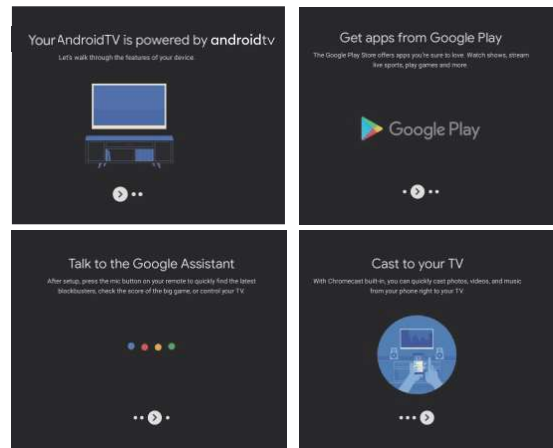 Your AndroidTV is powered by androidtv
Let's walk through the features of your device.
Get apps from Google Play
The Google Play Store offers apps you're sure to love. Watch shows, stream
live sports, play games and more.
Google Play
Talk to the Google Assistant
After setup, press the mic button on your remote to quickly find the latest
blockbusters, check the score of the big game, or control your TV.
Cast to your TV
With Chromecast built-in, you can quickly cast photos, videos, and music
from your phone right to your TV.